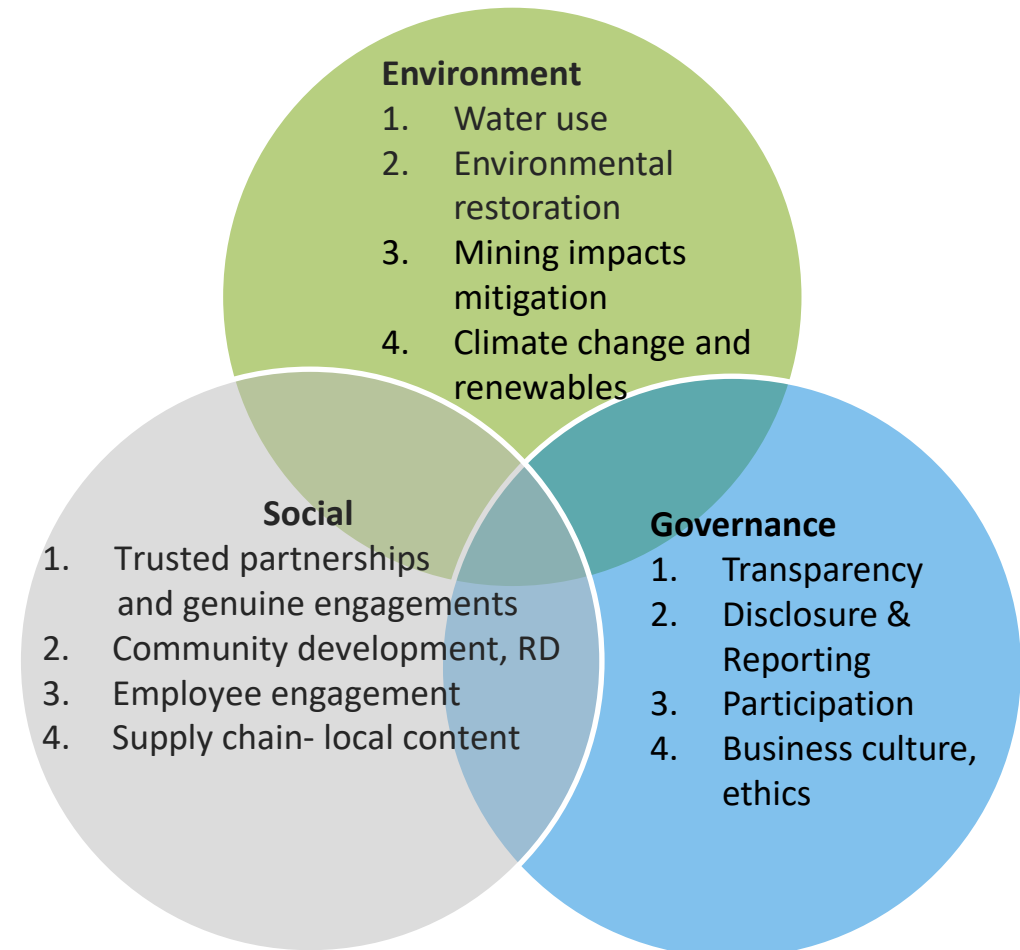 Environment
1. Water use
2. Environmental
restoration
3. Mining impacts
mitigation
4. Climate change and
renewables
Social
1. Trusted partnerships
and genuine engagements
2. Community development, RD
3. Employee engagement
4. Supply chain- local content
Governance
1. Transparency
2. Disclosure &
Reporting
3. Participation
4. Business culture,
ethics